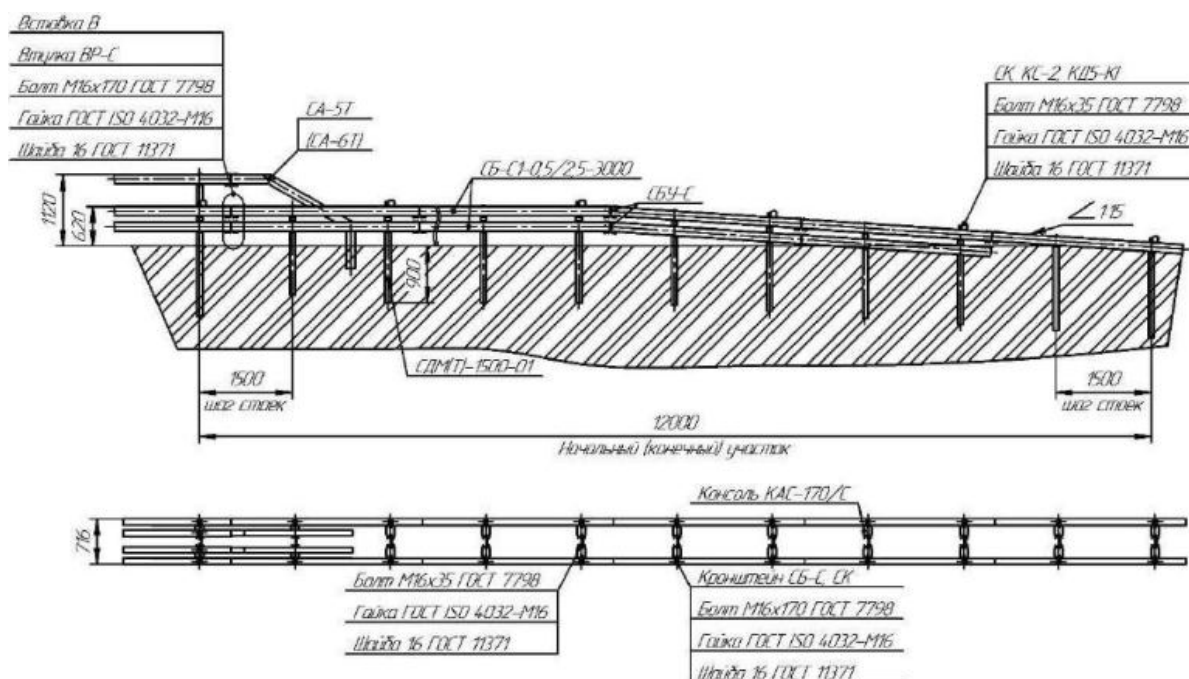 Вставка В
Втулка ВР-С
Болт М16х170 ГОСТ 7798
Гайка ГОСТ ISO 4032-М16
Шайба 16 ГОСТ 11371
СА-5Т
(СА-6Т)
СБ-С1-0,5/2,5-3000
СБУ-С
СК, КС-2, КД5-К1
Болт М16х35 ГОСТ 7798
Гайка ГОСТ ISO 4032-М16
Шайба 16 ГОСТ 11371
1:15
1120
620
900
СДМ(Т)-1500-01
1500
шаг стоек
1500
шаг стоек
12000
Начальный (конечный) участок
716
Консоль КАС-170/С
Болт М16х35 ГОСТ 7798
Гайка ГОСТ ISO 4032-М16
Шайба 16 ГОСТ 11371
Кронштейн СБ-С, СК
Болт М16х170 ГОСТ 7798
Гайка ГОСТ ISO 4032-М16
Шайба 16 ГОСТ 11371